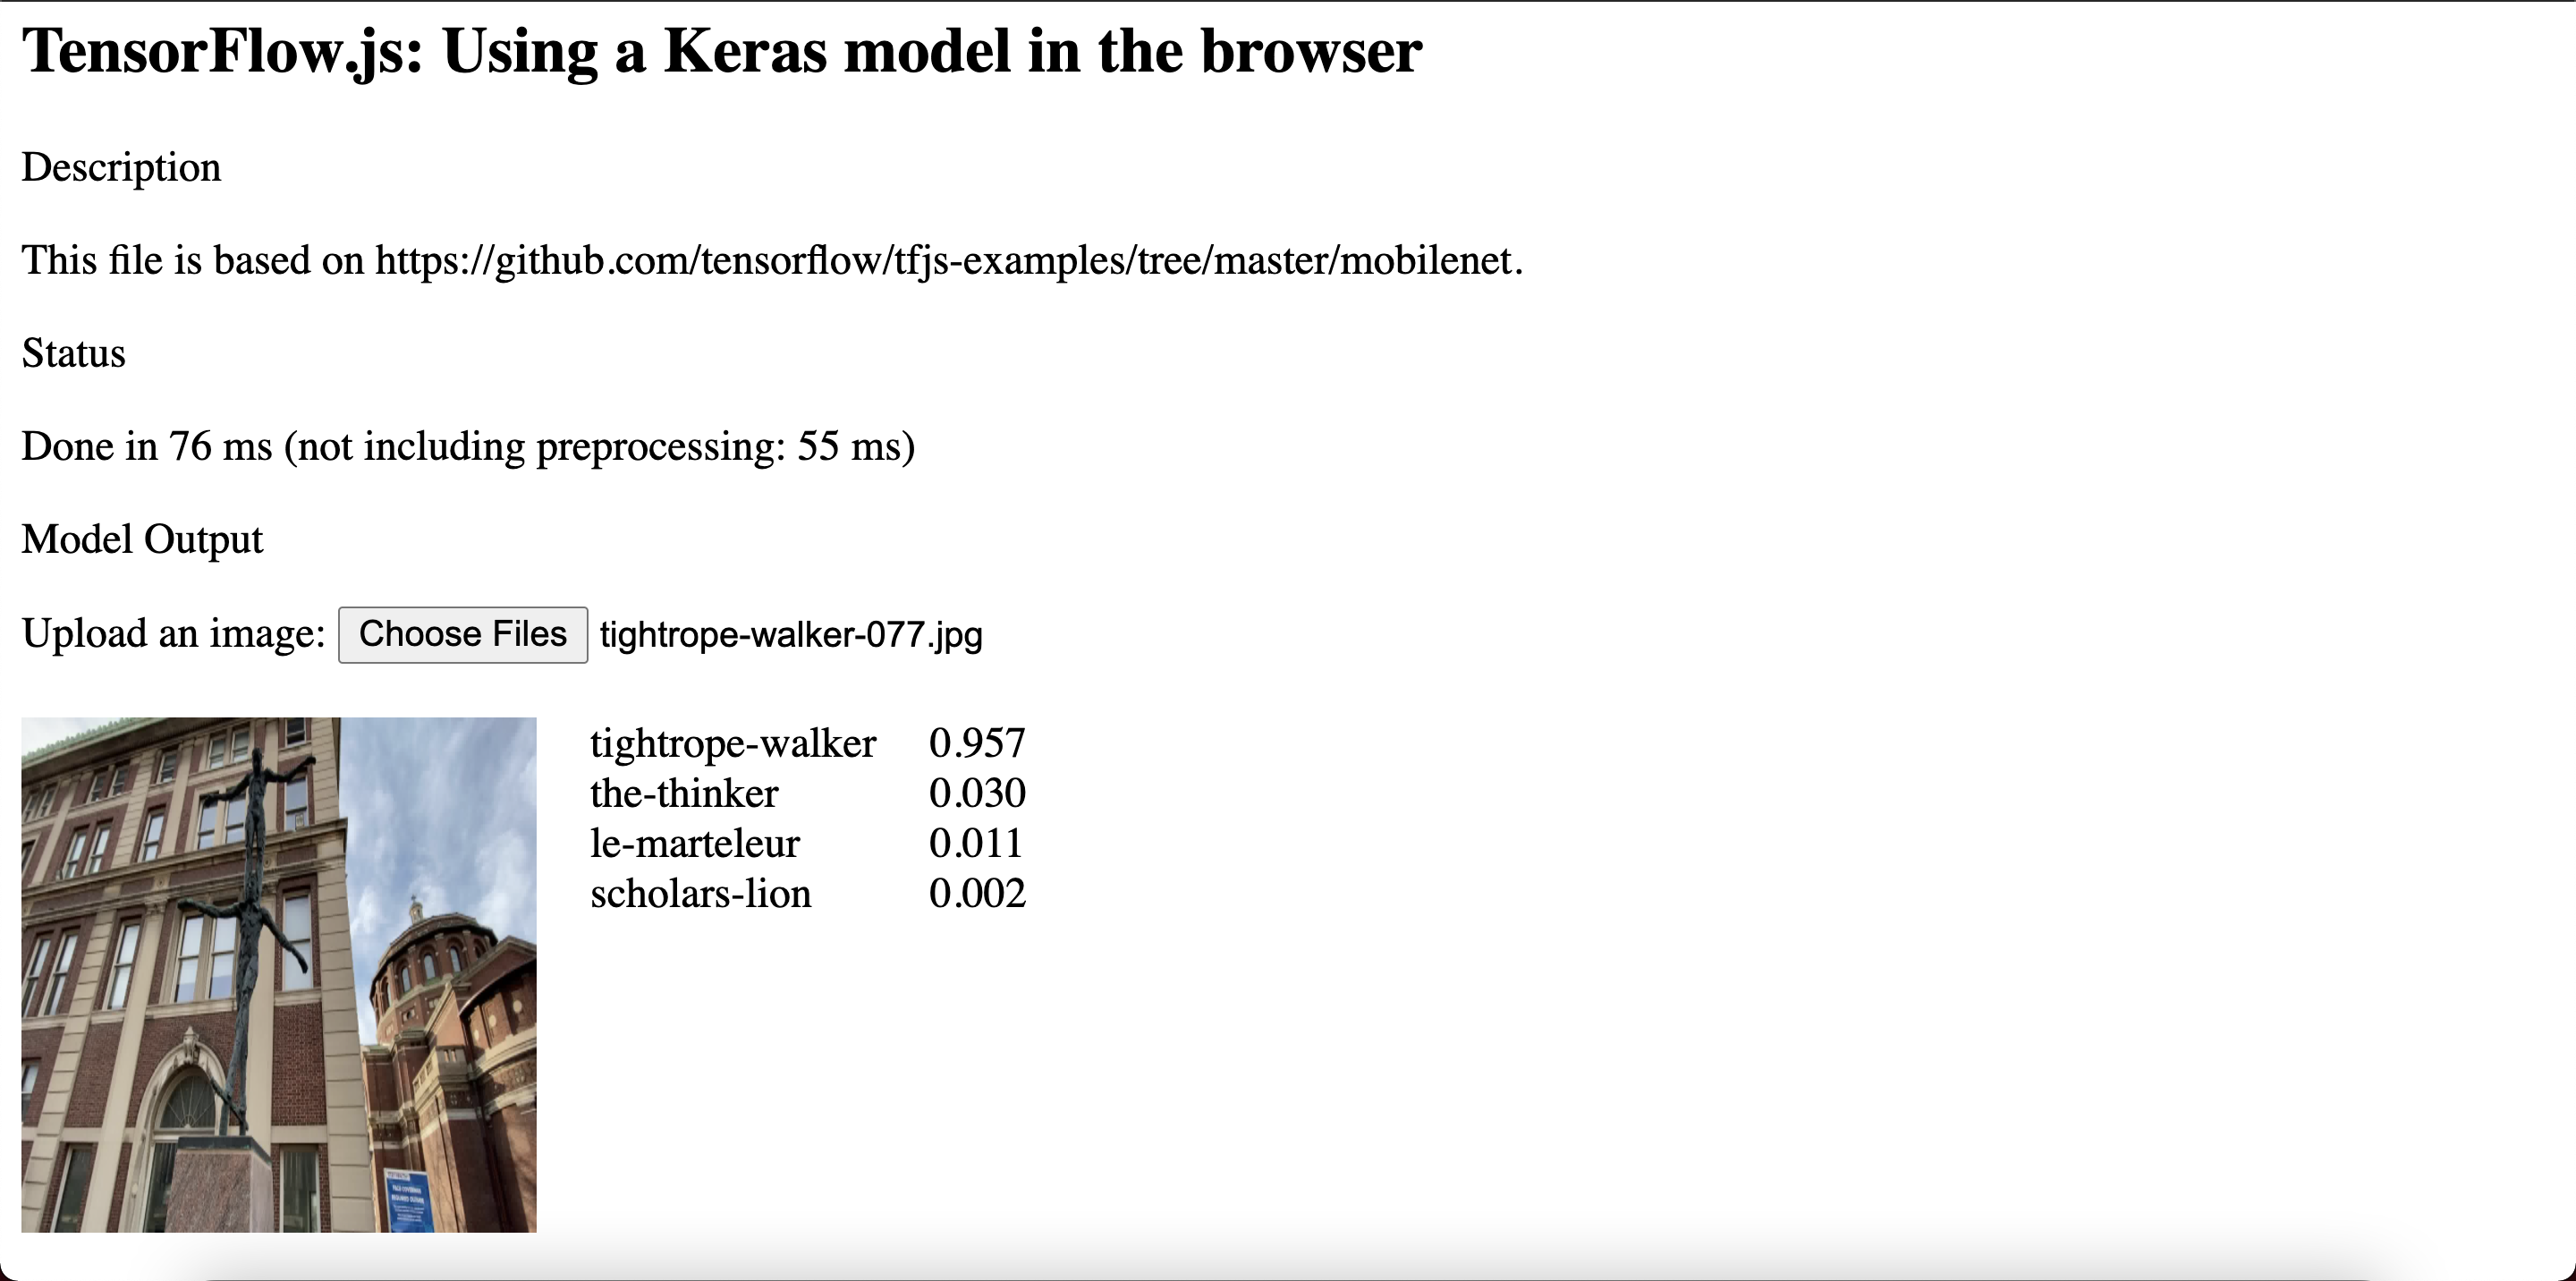 TensorFlow.js: Using a Keras model in the browser
Description
This file is based on https://github.com/tensorflow/tfjs-examples/tree/master/mobilenet.
Status
Done in 76 ms (not including preprocessing: 55 ms)
Model Output
Upload an image: Choose Files tightrope-walker-077.jpg
tightrope-walker 0.957
the-thinker 0.030
le-marteleur 0.011
scholars-lion 0.002